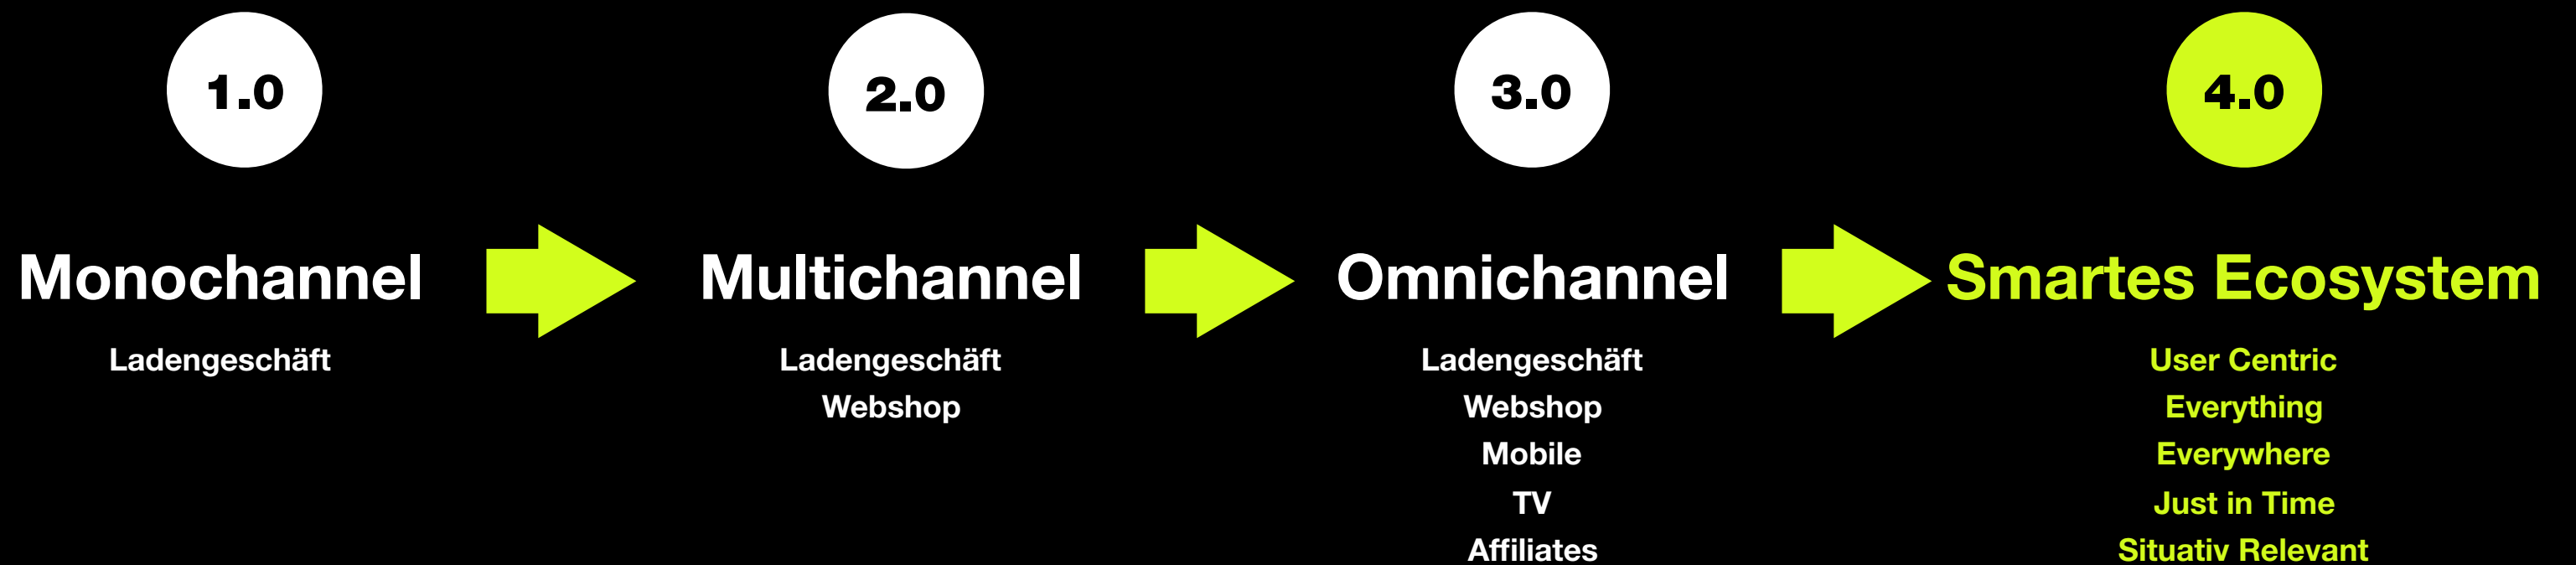 1.0
Monochannel
Ladengeschäft
2.0
Multichannel
Ladengeschäft
Webshop
3.0
Omnichannel
Ladengeschäft
Webshop
Mobile
TV
Affiliates
4.0
Smartes Ecosystem
User Centric
Everything
Everywhere
Just in Time
Situativ Relevant